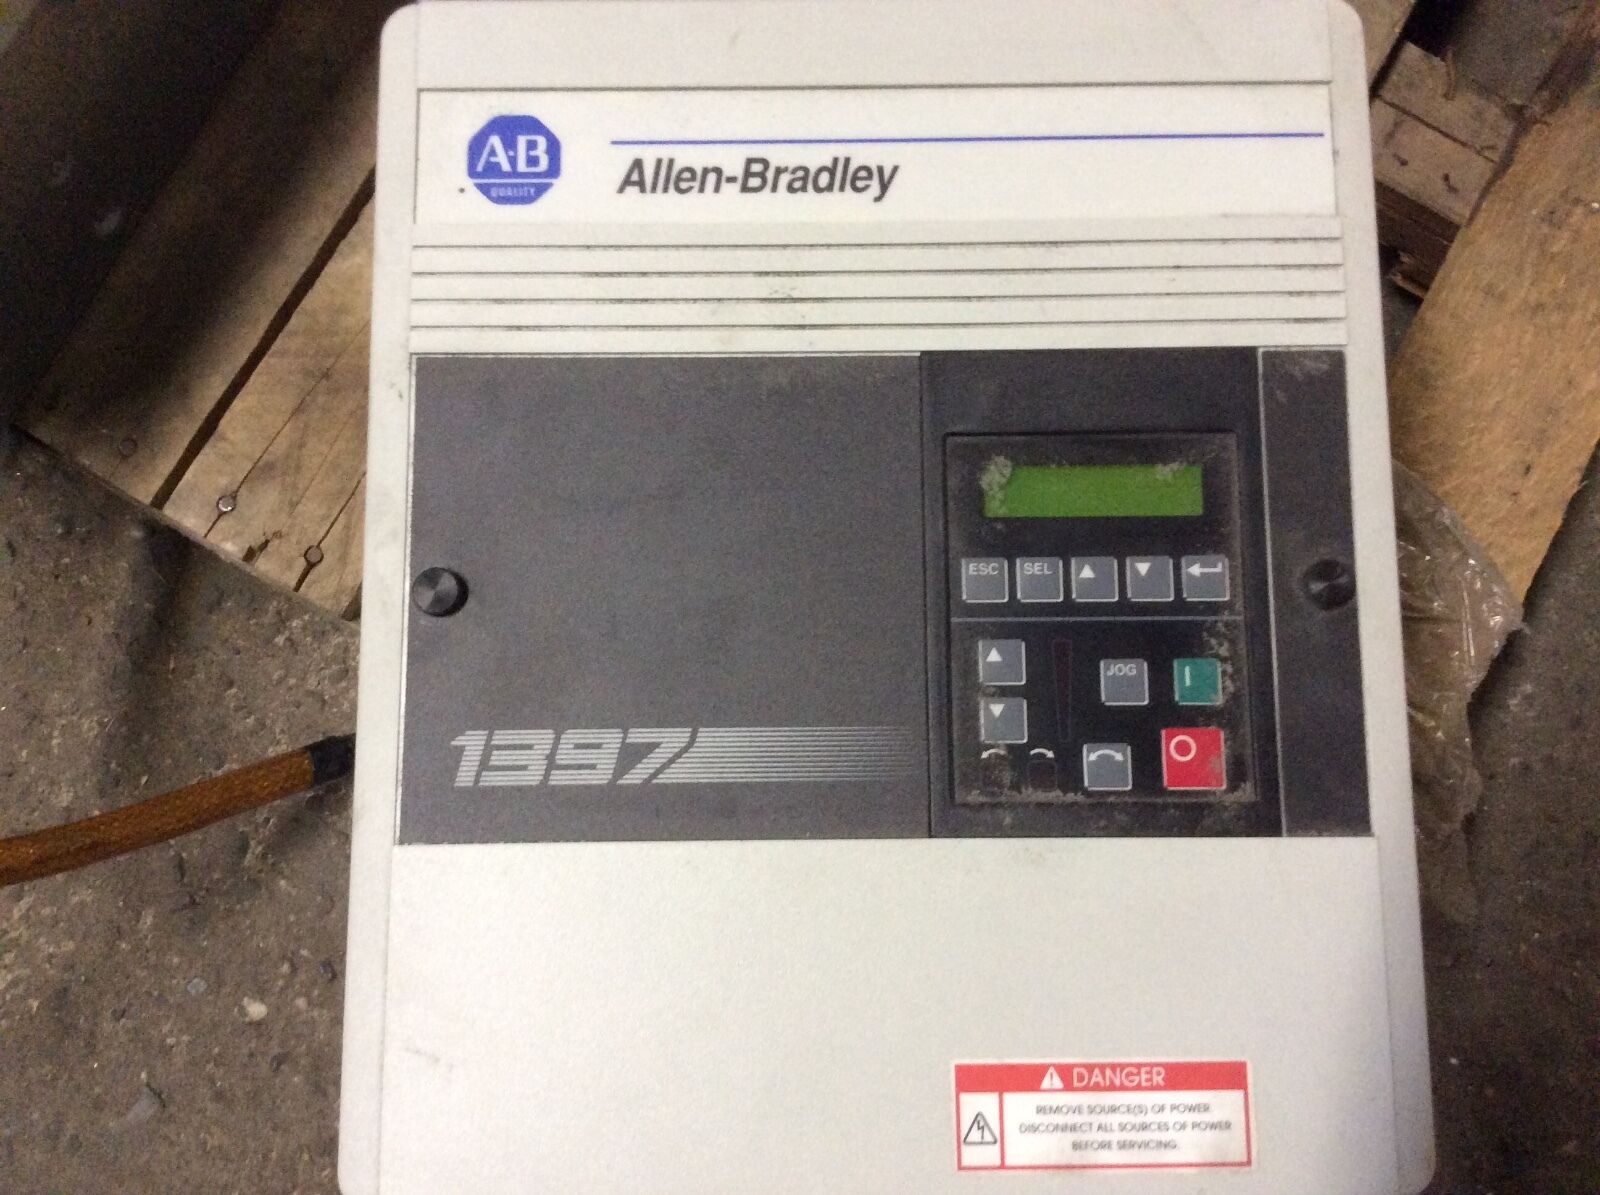 A-B
QUALITY
Allen-Bradley
ESC SEL
JOG
1397
DANGER
REMOVE SOURCE(S) OF POWER
DISCONNECT ALL SOURCES OF POWER
BEFORE SERVICING.